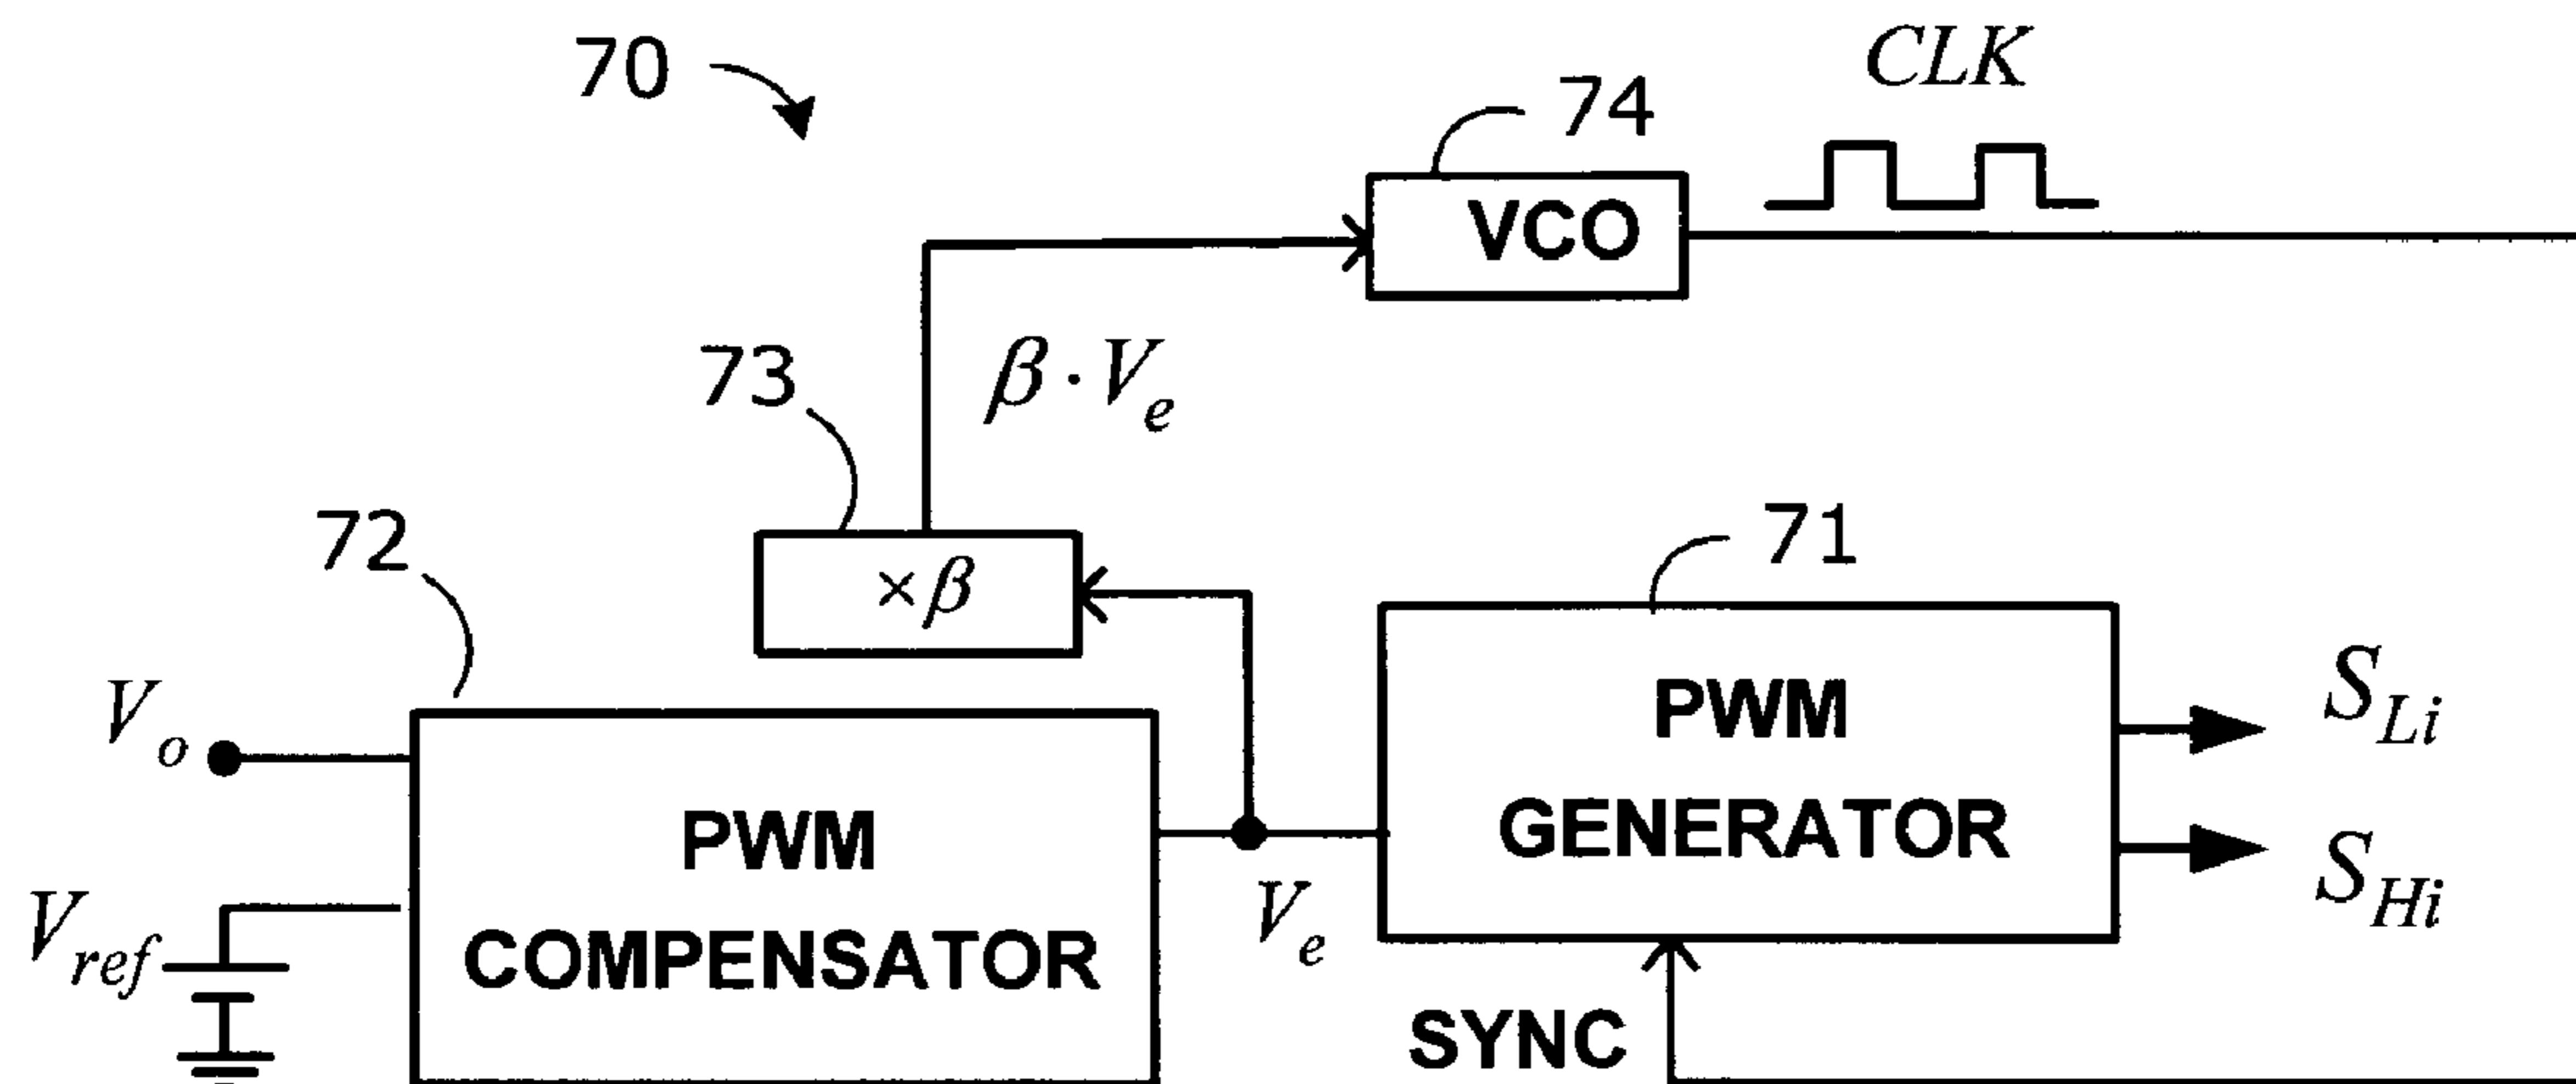 70
CLK
74
VCO
β · Ve
73
72
71
×β
Vo
PWM
GENERATOR
SLi
SHi
PWM
COMPENSATOR
Vref
Ve
SYNC